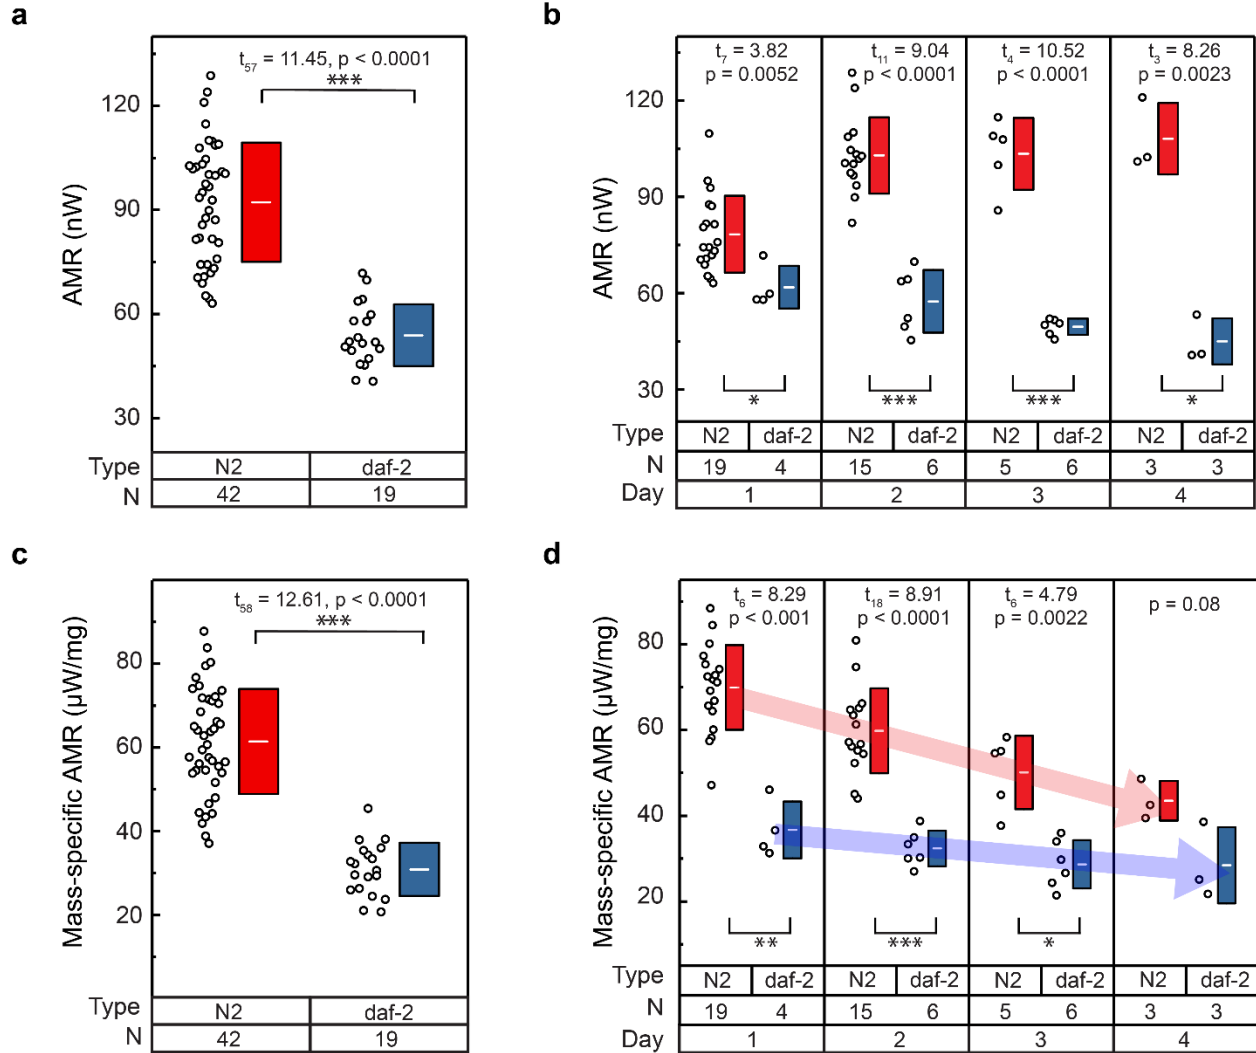 a
t57 = 11.45, p < 0.0001
***
120
90
60
30
AMR (nW)
Type N2 daf-2
N 42 19
b
t7 = 3.82 t11 = 9.04 t4 = 10.52 t3 = 8.26
p = 0.0052 p < 0.0001 p < 0.0001 p = 0.0023
120
90
60
30
AMR (nW)
* *** *** *
Type N2 daf-2 N2 daf-2 N2 daf-2 N2 daf-2
N 19 4 15 6 5 6 3 3
Day 1 2 3 4
c
t58 = 12.61, p < 0.0001
***
80
60
40
20
Mass-specific AMR (µW/mg)
Type N2 daf-2
N 42 19
d
t6 = 8.29 t18 = 8.91 t6 = 4.79
p < 0.001 p < 0.0001 p = 0.0022 p = 0.08
80
60
40
20
Mass-specific AMR (µW/mg)
** *** *
Type N2 daf-2 N2 daf-2 N2 daf-2 N2 daf-2
N 19 4 15 6 5 6 3 3
Day 1 2 3 4